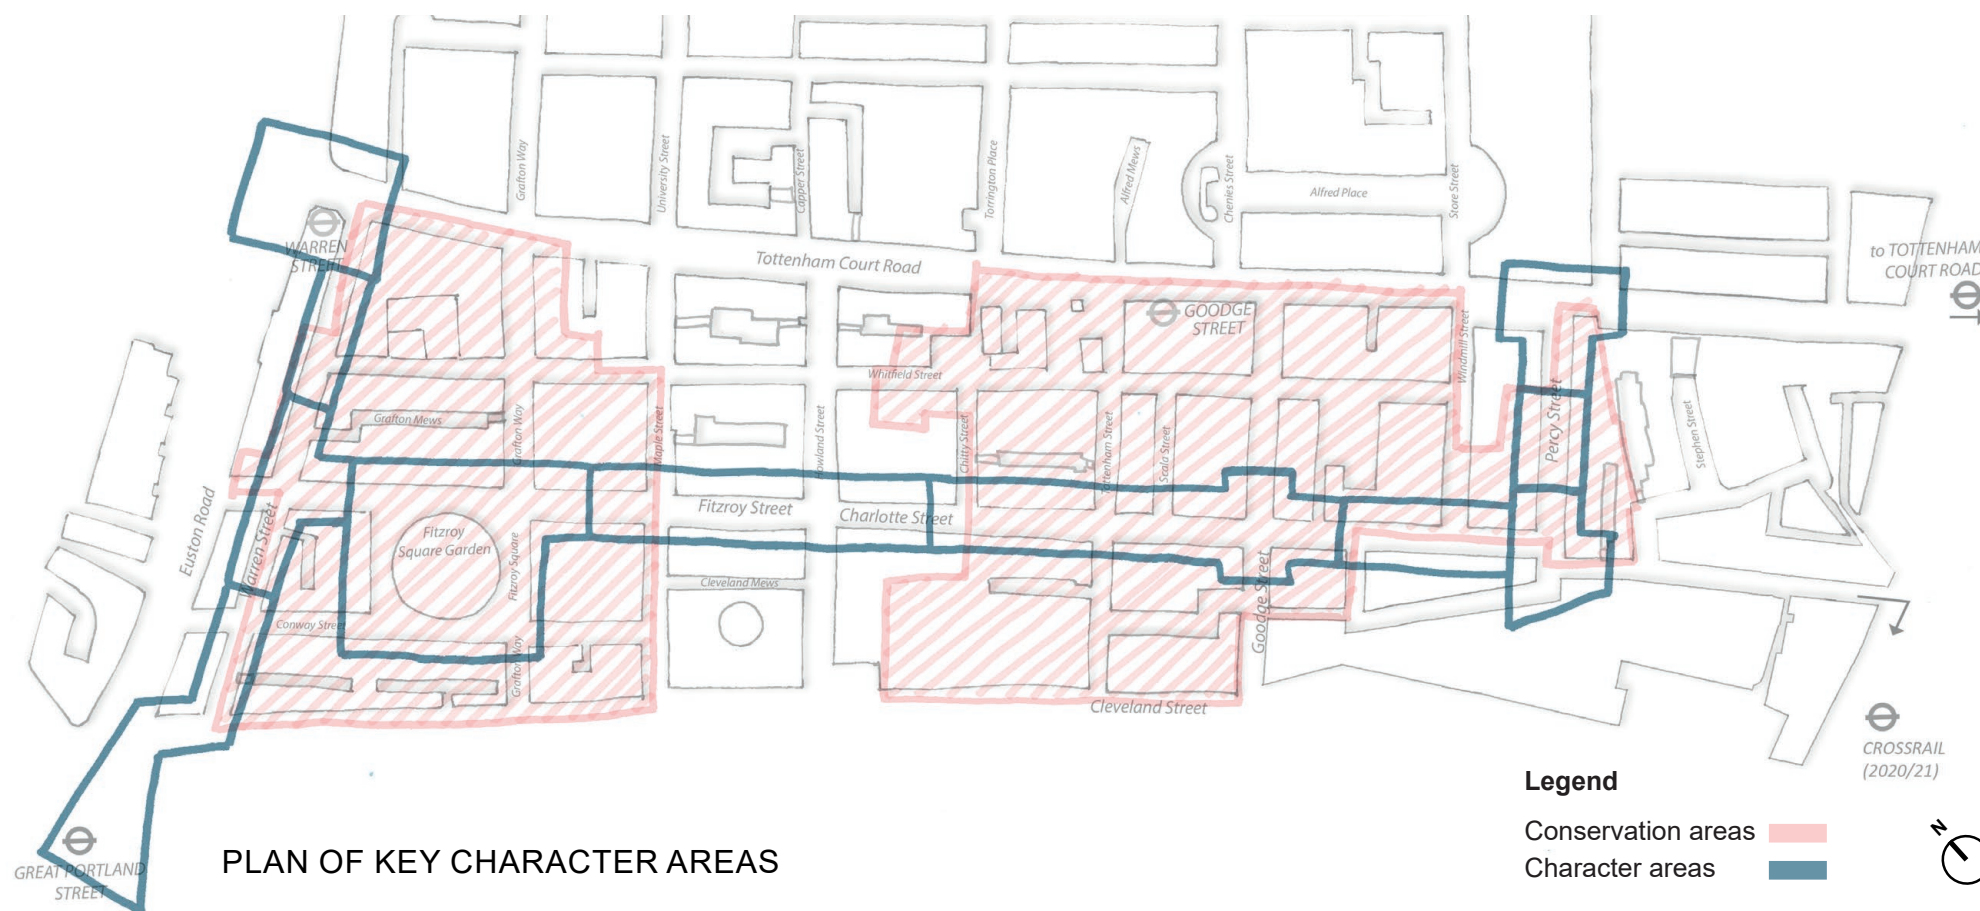 Grafton Way
University Street
Capper Street
Torrington Place
Alfred Mews
Chenies Street
Alfred Place
Store Street
WARREN
STREET
Tottenham Court Road
to TOTTENHAM
COURT ROAD
GOODGE
STREET
Windmill Street
Whitfield Street
Percy Street
Stephen Street
Grafton Mews
Grafton Way
Maple Street
Howland Street
Chitty Street
Tottenham Street
Scala Street
Euston Road
Warren Street
Fitzroy Street
Charlotte Street
Fitzroy
Square Garden
Fitzroy Square
Cleveland Mews
Goodge Street
Conway Street
Grafton Way
Cleveland Street
CROSSRAIL
(2020/21)
Legend
Conservation areas
Character areas
N
GREAT PORTLAND
STREET
PLAN OF KEY CHARACTER AREAS